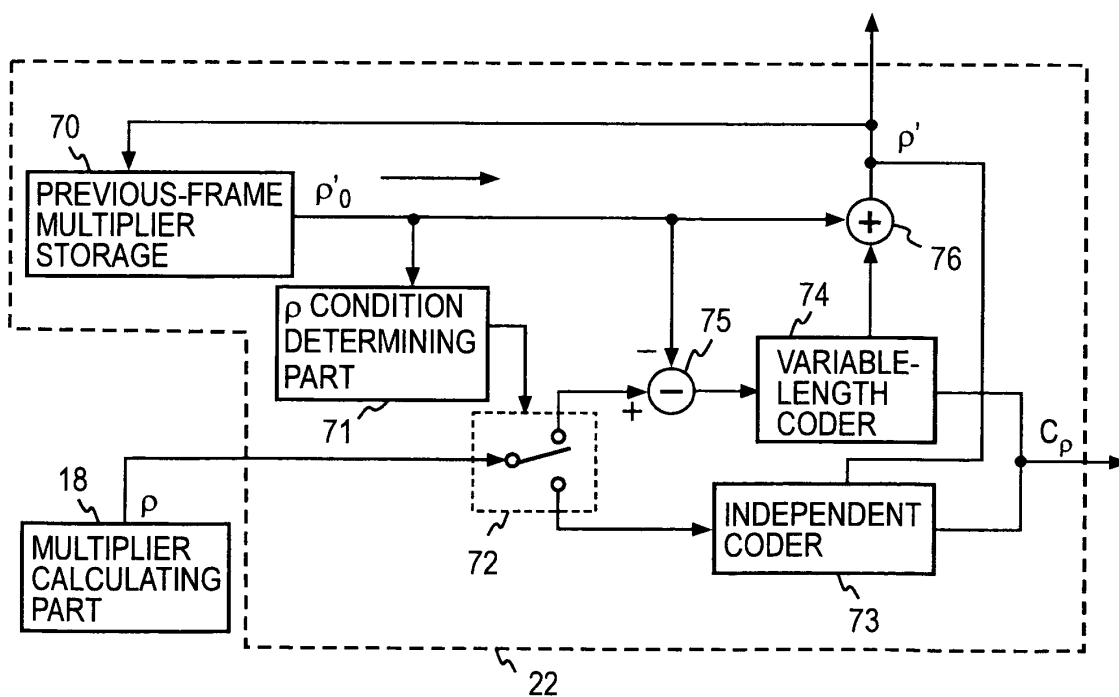 70
PREVIOUS-FRAME
MULTIPLIER
STORAGE
ρ'₀
ρ'
+
76
ρ CONDITION
DETERMINING
PART
71
−
75
−
+
74
VARIABLE-
LENGTH
CODER
Cρ
72
INDEPENDENT
CODER
73
18
ρ
MULTIPLIER
CALCULATING
PART
22